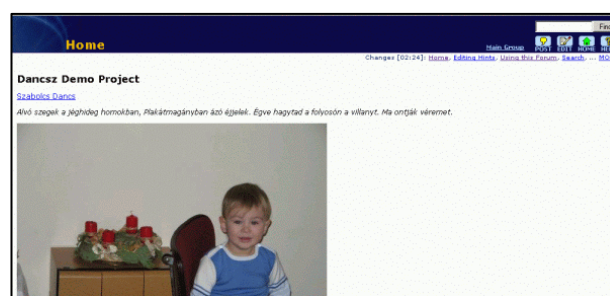 Find
Home
Main Group
POST EDIT HOME
Changes [02:24]: Home, Editing Hints, Using this Forum, Search, ... MO
Dancsz Demo Project
Szabolcs Dancs
Alvó szegek a jéghideg homokban, Plakátmagányban ázó éjjelek. Égve hagytad a folyosón a villanyt. Ma ontják véremet.